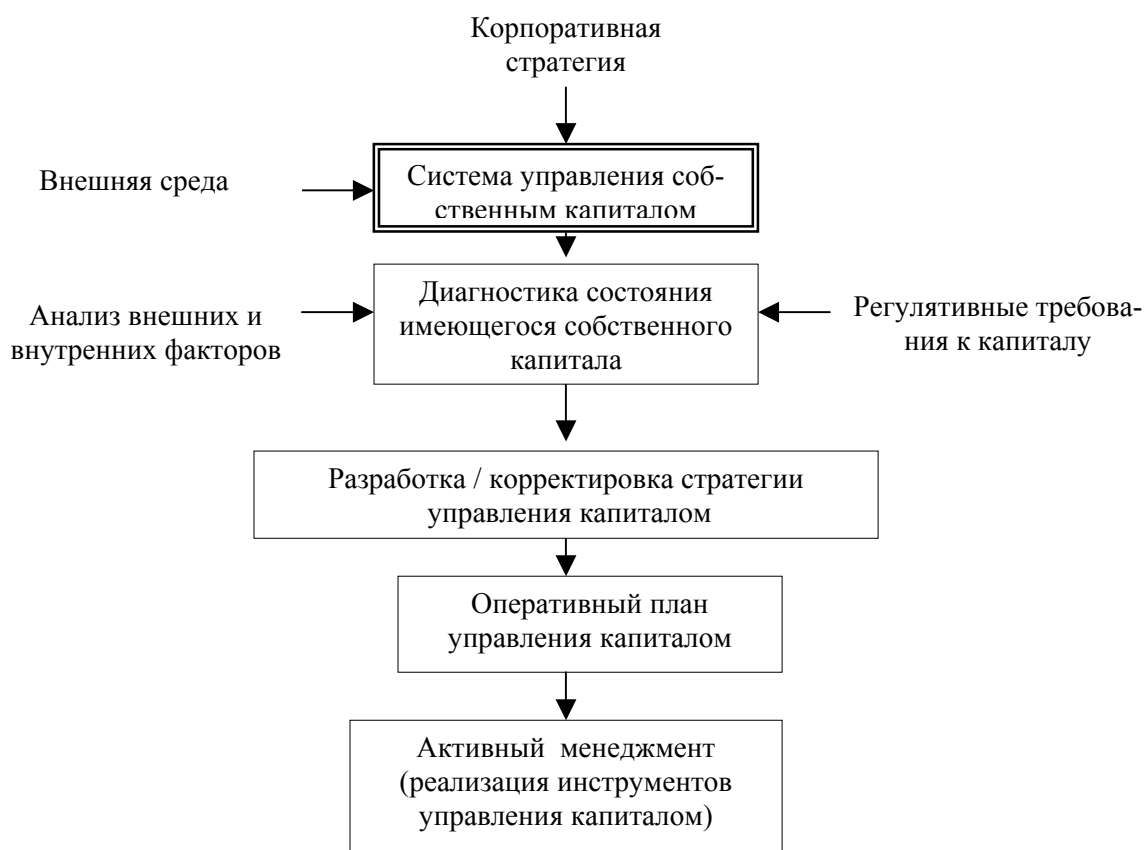 Корпоративная
стратегия
Внешняя среда
Система управления соб-
ственным капиталом
Анализ внешних и
внутренних факторов
Диагностика состояния
имеющегося собственного
капитала
Регулятивные требова-
ния к капиталу
Разработка / корректировка стратегии
управления капиталом
Оперативный план
управления капиталом
Активный менеджмент
(реализация инструментов
управления капиталом)